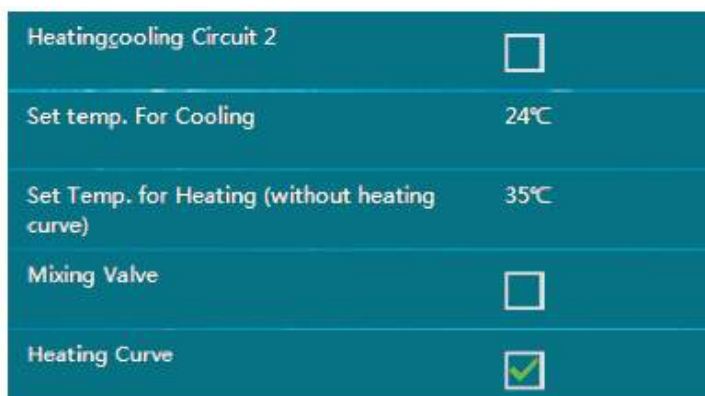 Heatingcooling Circuit 2
Set temp. For Cooling 24℃
Set Temp. for Heating (without heating 35℃
curve)
Mixing Valve
Heating Curve